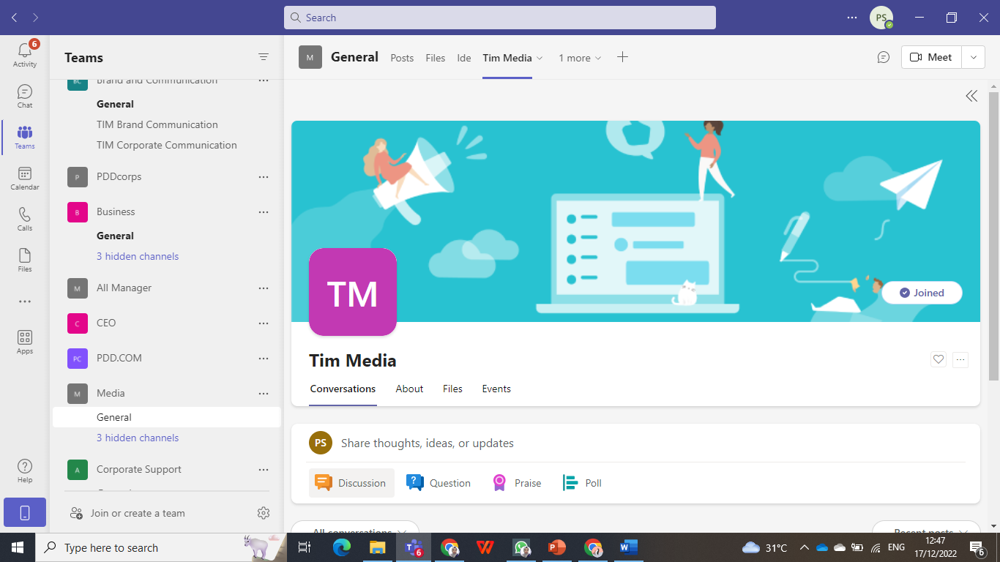 Search
PS
6
Activity
Chat
Teams
Calendar
Calls
Files
Apps
Help
Teams
BC
Brand and Communication
General
TIM Brand Communication
TIM Corporate Communication
P
PDDcorps
B
Business
General
3 hidden channels
M
All Manager
C
CEO
PC
PDD.COM
M
Media
General
3 hidden channels
A
Corporate Support
Join or create a team
M
General
Posts
Files
Ide
Tim Media
1 more
Meet
TM
Joined
Tim Media
Conversations
About
Files
Events
PS
Share thoughts, ideas, or updates
Discussion
Question
Praise
Poll
All conversations
Recent posts
Type here to search
6
31°C
ENG
12:47
17/12/2022
6